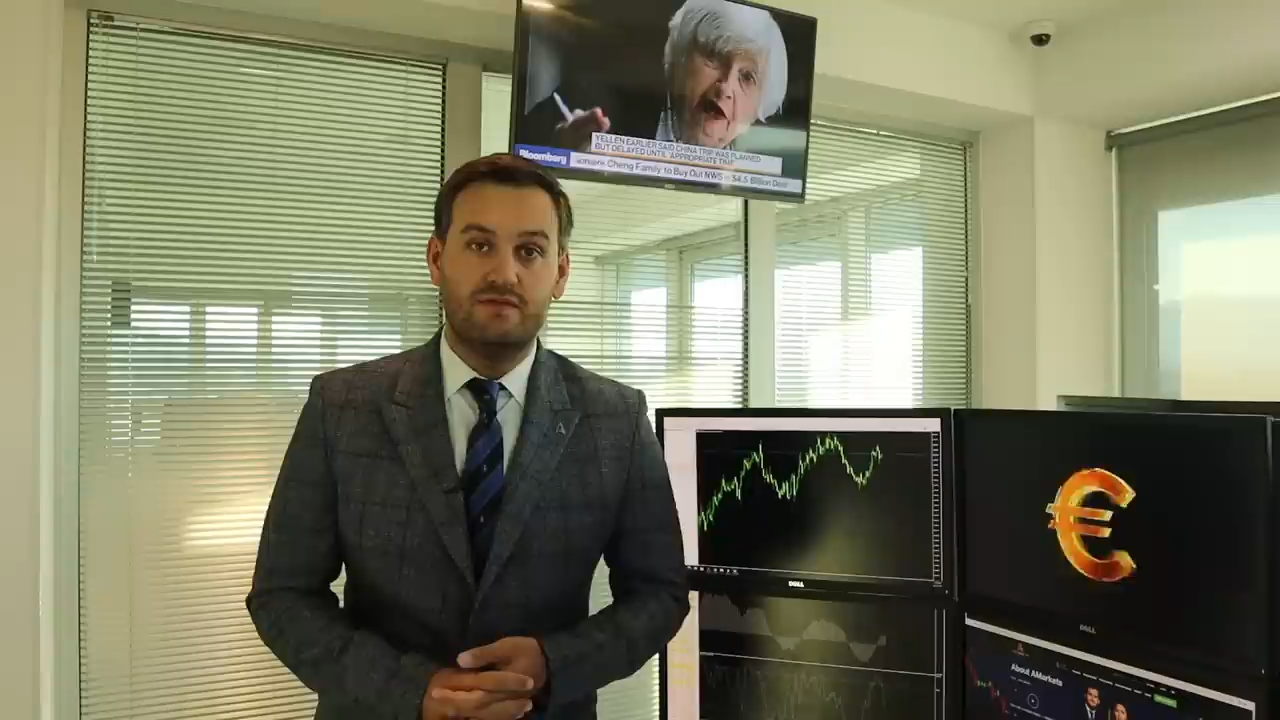 YELLEN EARLIER SAID CHINA TRIP WAS PLANNED
BUT DELAYED UNTIL 'APPROPRIATE TIME'
Bloomberg
Cheng Family to Buy Out NWS in $4.5 Billion Deal
A
DELL
€
DELL
About AMarkets